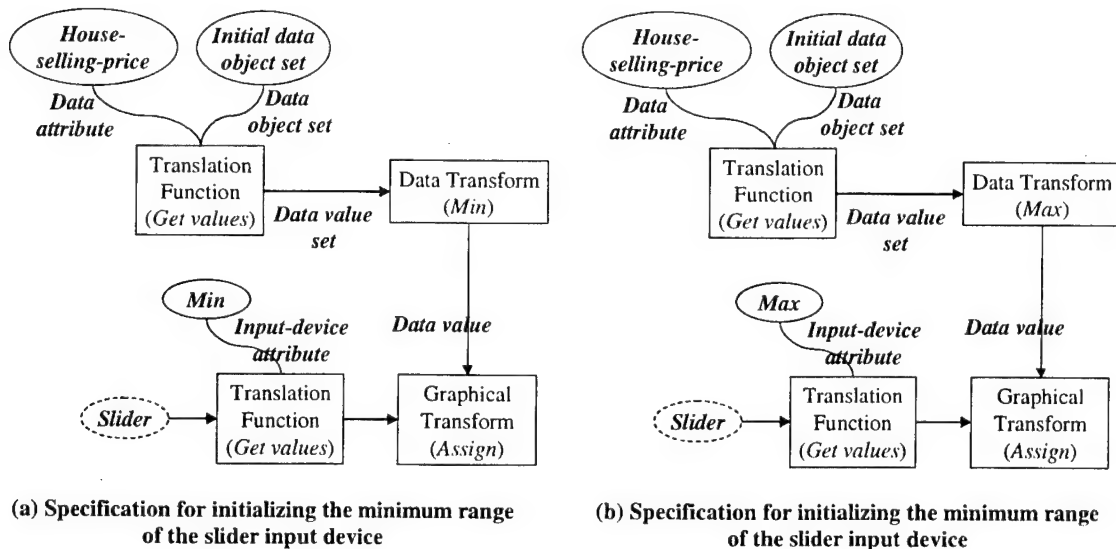 House-
selling-price
Initial data
object set
Data
attribute
Data
object set
Translation
Function
(Get values)
Data value
set
Data Transform
(Min)
Min
Input-device
attribute
Data value
Slider
Translation
Function
(Get values)
Graphical
Transform
(Assign)
(a) Specification for initializing the minimum range
of the slider input device
House-
selling-price
Initial data
object set
Data
attribute
Data
object set
Translation
Function
(Get values)
Data value
set
Data Transform
(Max)
Max
Input-device
attribute
Data value
Slider
Translation
Function
(Get values)
Graphical
Transform
(Assign)
(b) Specification for initializing the minimum range
of the slider input device